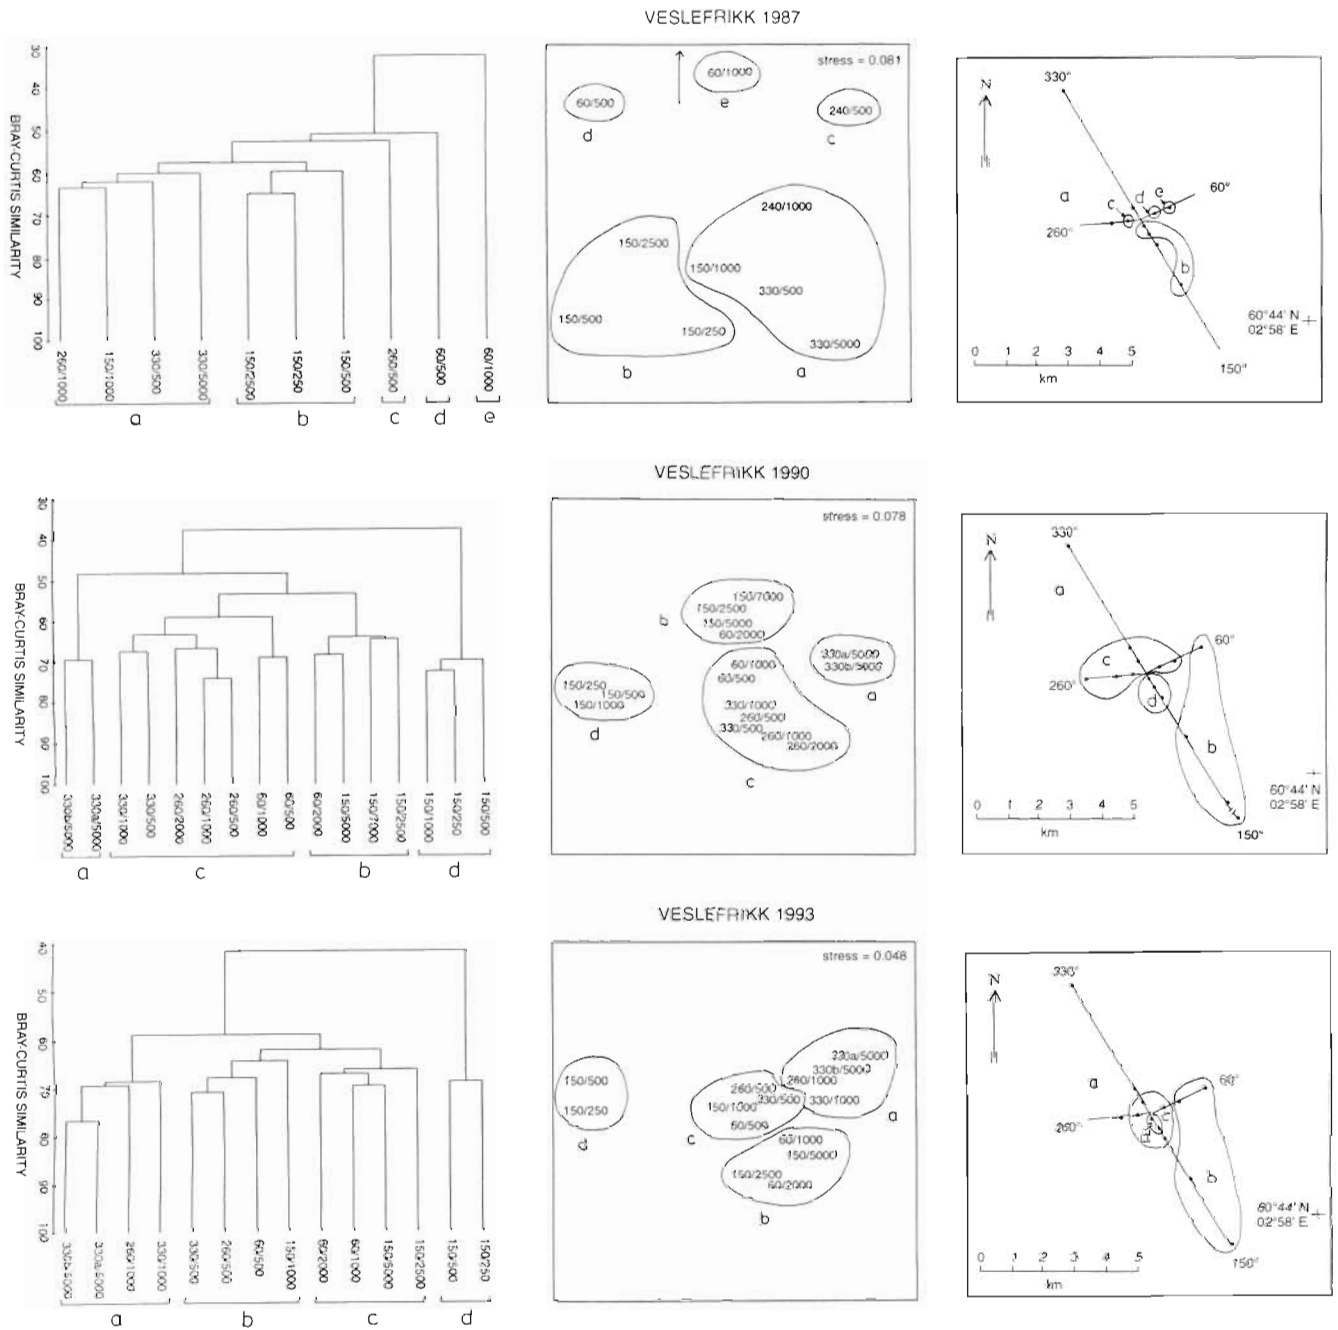 VESLEFRIKK 1987
BRAY-CURTIS SIMILARITY
30
40
50
60
70
80
90
100
260/1000
150/1000
330/500
330/5000
150/2500
150/250
150/500
260/500
60/500
60/1000
a
b
c
d
e
stress = 0.081
60/1000
e
60/500
d
240/500
c
240/1000
150/2500
150/1000
330/500
150/500
150/250
330/5000
b
a
330°
N
a
c
d
e
60°
260°
b
60°44' N
02°58' E
0 1 2 3 4 5
km
150°
VESLEFRIKK 1990
BRAY-CURTIS SIMILARITY
30
40
50
60
70
80
90
100
330b/5000
330a/5000
330/1000
330/500
260/2000
260/1000
260/500
60/1000
60/500
60/2000
150/5000
150/7000
150/2500
150/1000
150/250
150/500
a
c
b
d
stress = 0.078
150/7000
150/2500
150/5000
60/2000
60/1000
60/500
330a/5000
330b/5000
a
150/250
150/500
150/1000
d
330/1000
260/500
330/500
260/1000
260/2000
c
330°
N
a
c
60°
260°
d
b
60°44' N
02°58' E
0 1 2 3 4 5
km
150°
VESLEFRIKK 1993
BRAY-CURTIS SIMILARITY
40
50
60
75
60
90
100
330b/5000
330a/5000
260/1000
330/1000
330/500
260/500
60/500
150/1000
60/2000
60/1000
150/5000
150/2500
150/500
150/250
a
b
c
d
stress = 0.048
330a/5000
330b/5000
260/1000
330/1000
a
150/500
150/250
260/500
330/500
150/1000
60/500
c
60/1000
150/5000
150/2500
60/2000
b
330°
N
a
60°
260°
b
60°44' N
02°58' E
0 1 2 3 4 5
km
150°